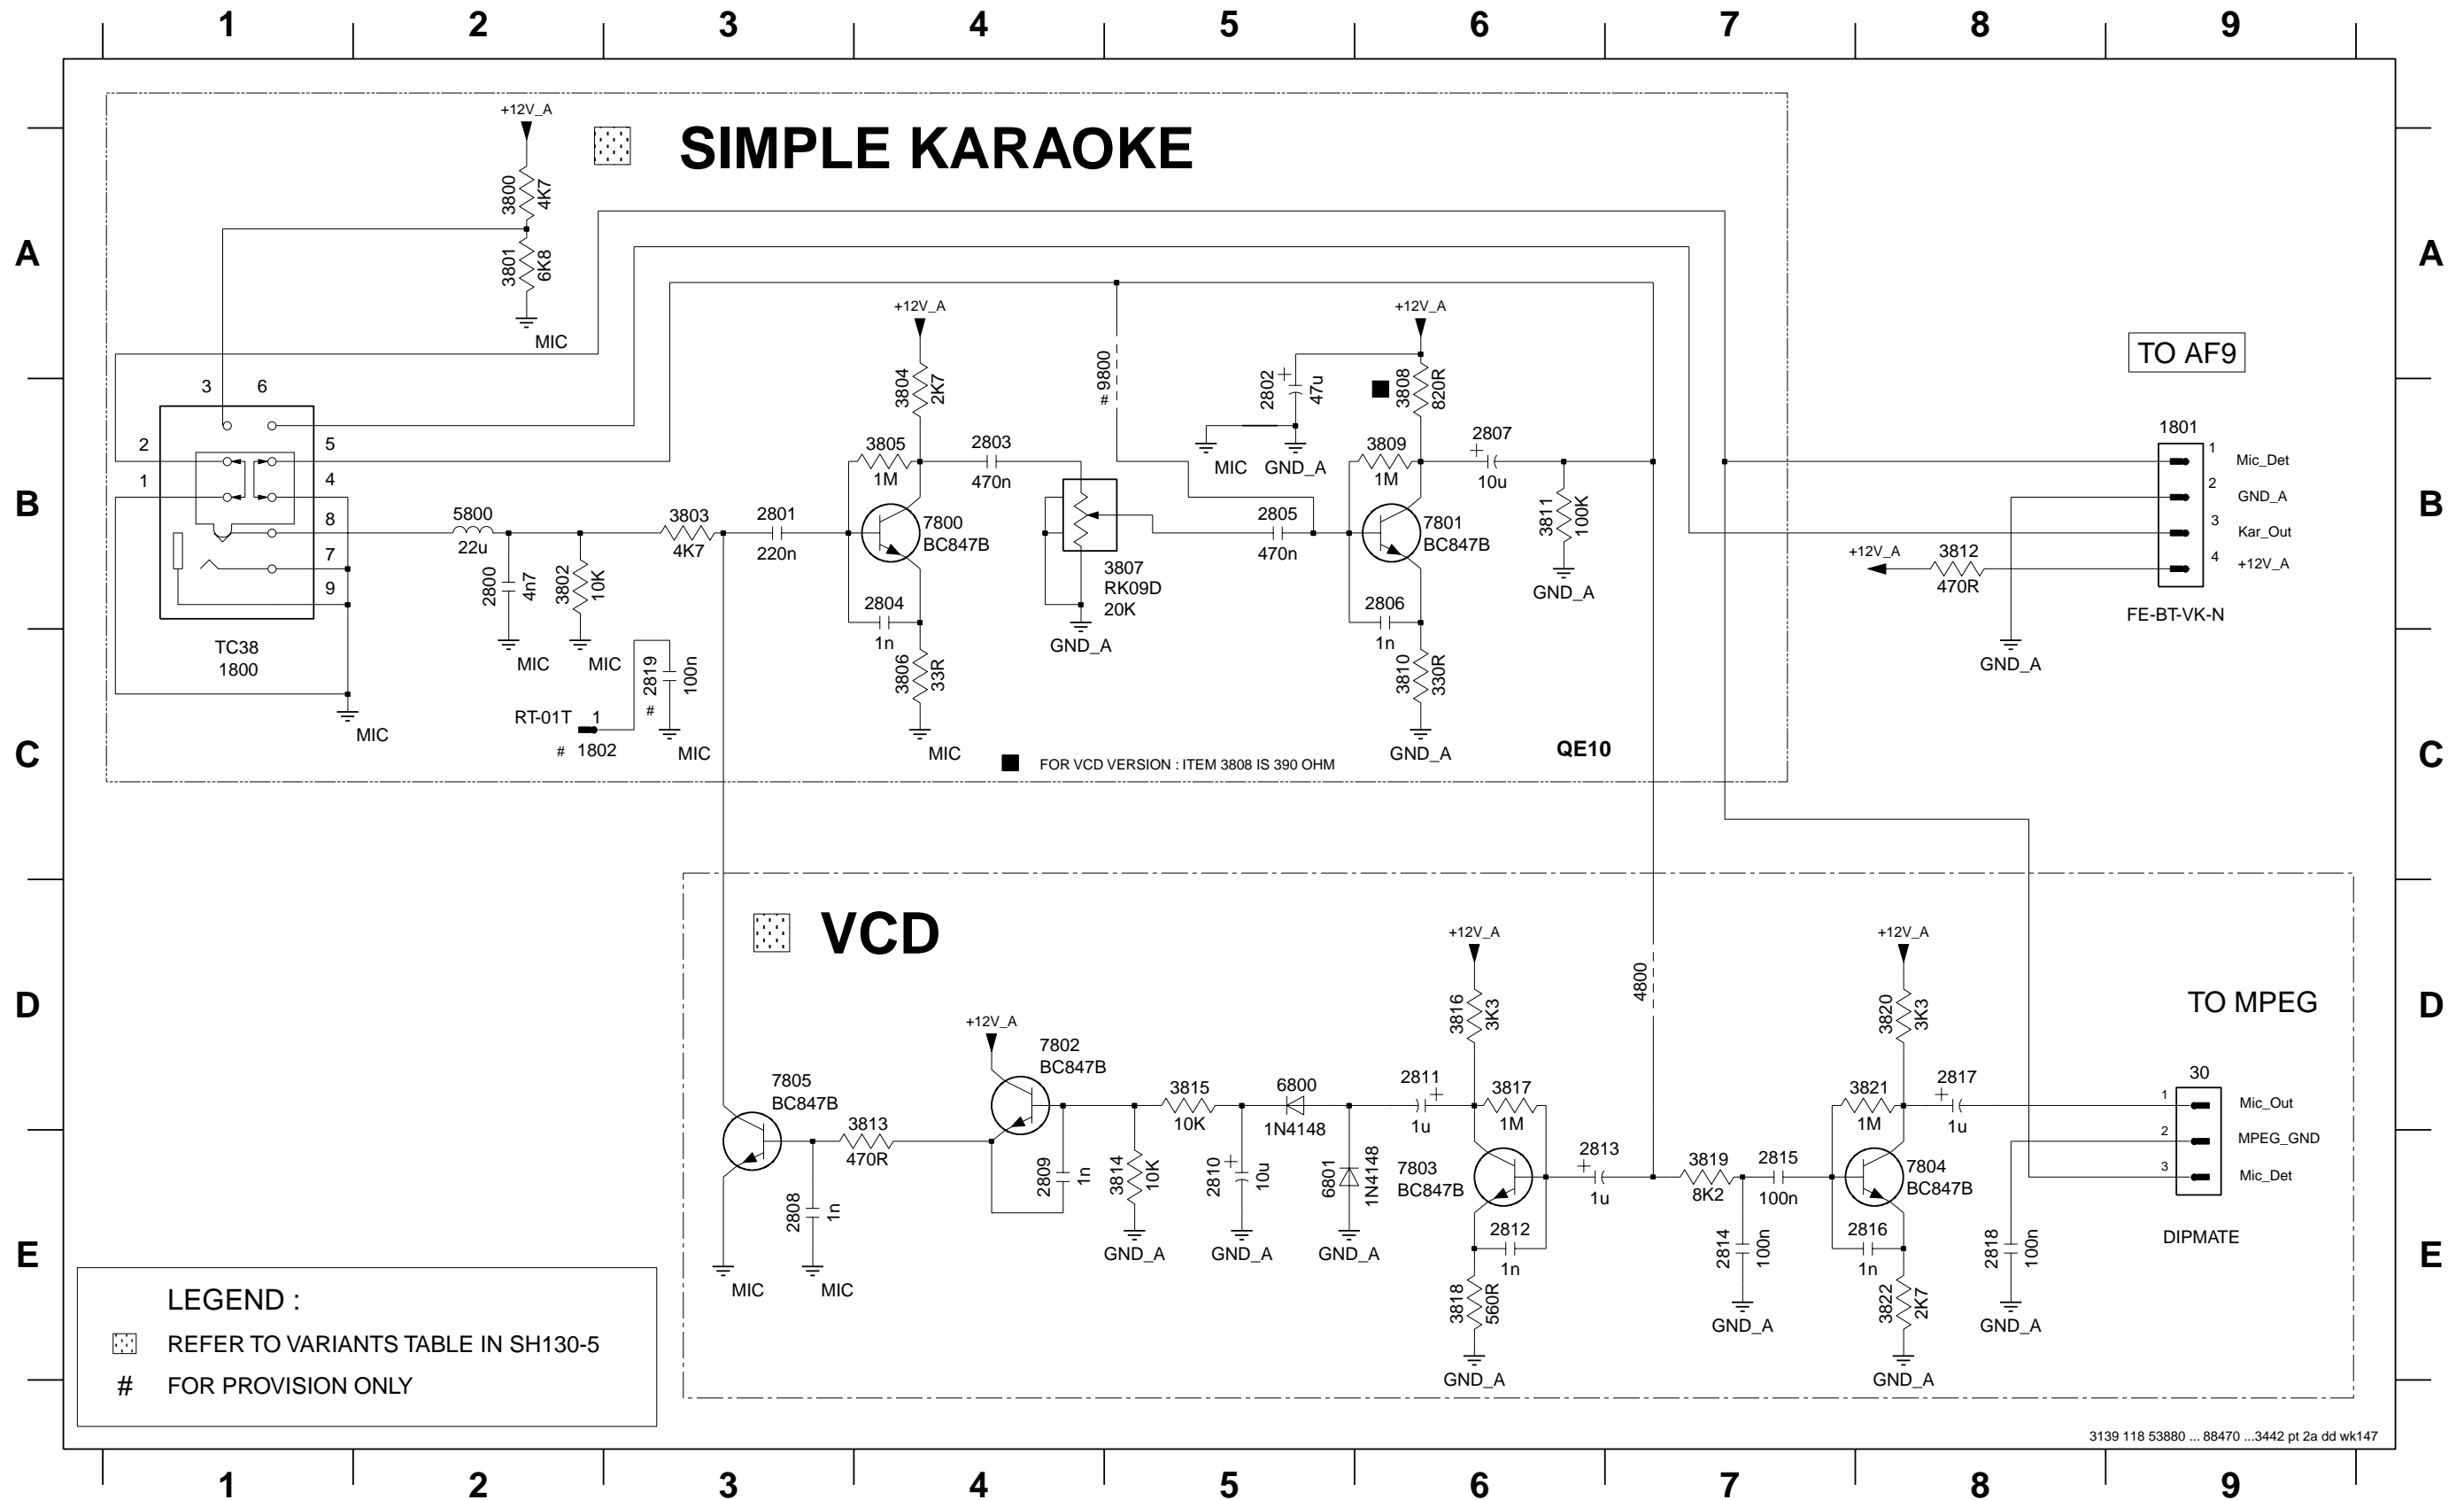 1 2 3 4 5 6 7 8 9
+12V_A
SIMPLE KARAOKE
3800
4K7
A
3801
6K8
A
MIC
+12V_A
+12V_A
TO AF9
3 6
3804
2K7
# 9800
2802
47u
3808
820R
1801
2
5
3805
1M
2803
470n
MIC
GND_A
3809
1M
2807
10u
1
Mic_Det
1
4
B
2
GND_A
B
8
5800
22u
3803
4K7
2801
220n
7800
BC847B
2805
470n
7801
BC847B
3811
100K
3
Kar_Out
7
2800
4n7
3802
10K
3807
RK09D
20K
+12V_A
3812
470R
4
+12V_A
9
2804
1n
2806
1n
GND_A
FE-BT-VK-N
TC38
1800
MIC
MIC
2819
100n
#
3806
33R
GND_A
3810
330R
GND_A
MIC
RT-01T
1
# 1802
MIC
MIC
GND_A
QE10
C
C
FOR VCD VERSION : ITEM 3808 IS 390 OHM
VCD
+12V_A
+12V_A
D
3816
3K3
4800
3820
3K3
TO MPEG
D
+12V_A
7802
BC847B
7805
BC847B
3815
10K
6800
1N4148
2811
1u
3817
1M
3821
1M
2817
1u
30
1
Mic_Out
3813
470R
2
MPEG_GND
2809
1n
3814
10K
2810
10u
6801
1N4148
7803
BC847B
2813
1u
3819
8K2
2815
100n
7804
BC847B
3
Mic_Det
2808
1n
2812
1n
2814
100n
2816
1n
2818
100n
DIPMATE
E
GND_A
GND_A
GND_A
E
MIC
MIC
3818
560R
GND_A
3822
2K7
GND_A
GND_A
GND_A
LEGEND :
REFER TO VARIANTS TABLE IN SH130-5
# FOR PROVISION ONLY
3139 118 53880 ... 88470 ...3442 pt 2a dd wk147
1 2 3 4 5 6 7 8 9